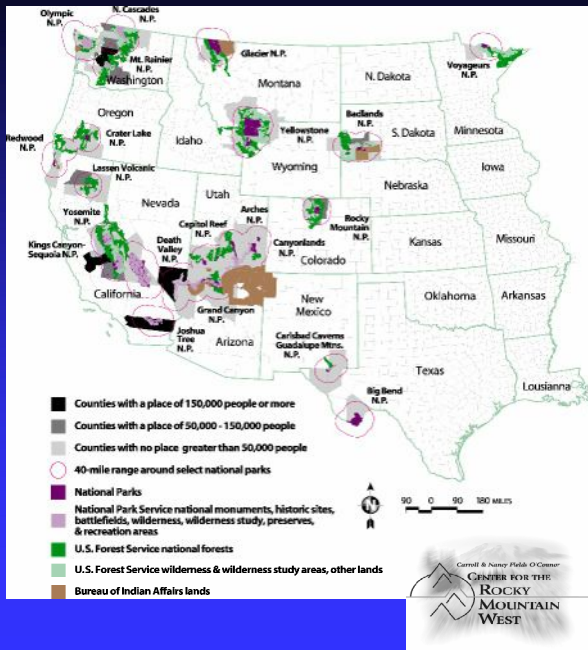 Olympic
N.P.
N. Cascades
N.P.
Mt. Rainier
N.P.
Washington
Glacier N.P.
Montana
N. Dakota
Voyageurs
N.P.
Oregon
Crater Lake
N.P.
Redwood
N.P.
Idaho
Yellowstone
N.P.
Badlands
N.P.
S. Dakota
Minnesota
Wyoming
Lassen Volcanic
N.P.
Iowa
Nebraska
Nevada
Utah
Yosemite
N.P.
Capitol Reef
N.P.
Arches
N.P.
Rocky
Mountain
N.P.
Kings Canyon-
Sequoia N.P.
Death
Valley
N.P.
Canyonlands
N.P.
Colorado
Kansas
Missouri
California
Grand Canyon
N.P.
New
Mexico
Oklahoma
Arkansas
Joshua
Tree
N.P.
Arizona
Carlsbad Caverns
Guadalupe Mtns.
N.P.
Texas
Big Bend
N.P.
Lousianna
Counties with a place of 150,000 people or more
Counties with a place of 50,000 - 150,000 people
Counties with no place greater than 50,000 people
40-mile range around select national parks
National Parks
National Park Service national monuments, historic sites,
battlefields, wilderness, wilderness study, preserves,
& recreation areas
U.S. Forest Service national forests
U.S. Forest Service wilderness & wilderness study areas, other lands
Bureau of Indian Affairs lands
N
90 0 90 180 MILES
Carroll & Nancy Fields O'Connor
CENTER FOR THE
ROCKY
MOUNTAIN
WEST